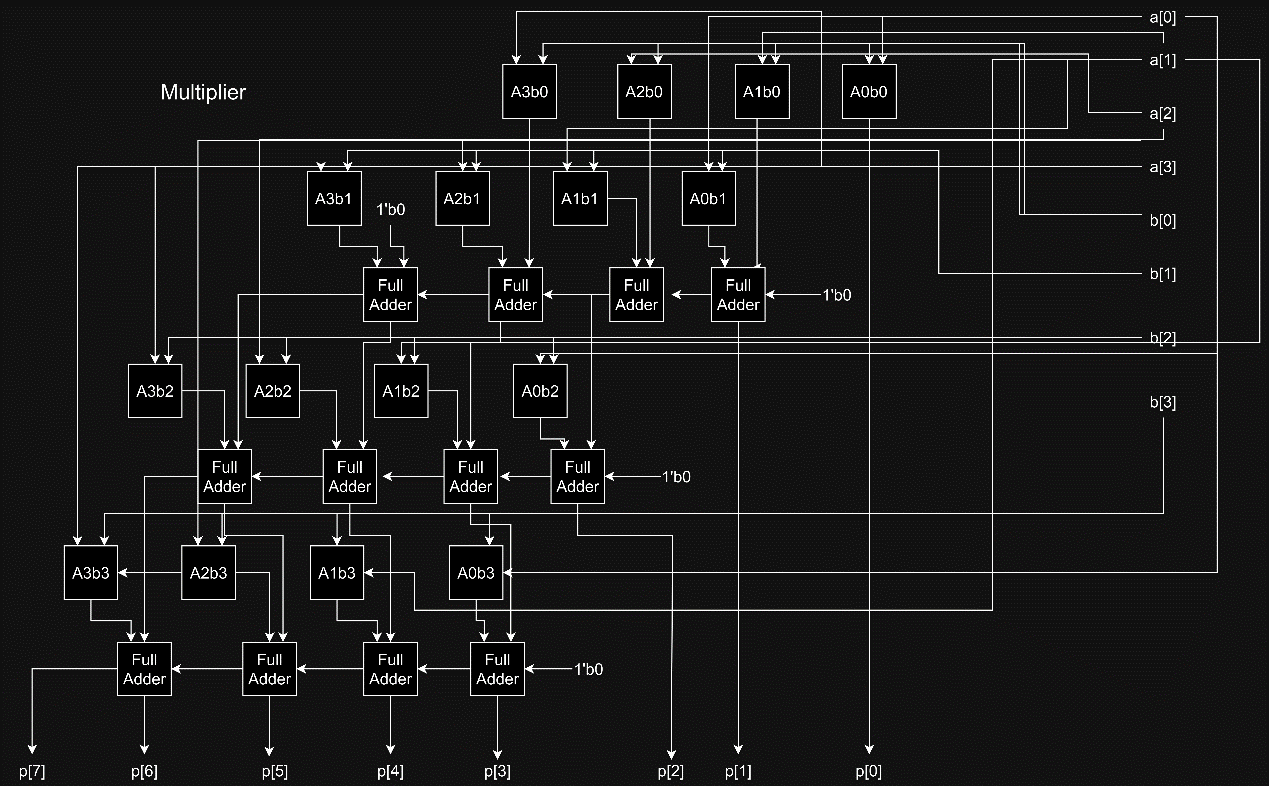 a[0]
a[1]
Multiplier
A3b0
A2b0
A1b0
A0b0
a[2]
a[3]
A3b1
1'b0
A2b1
A1b1
A0b1
b[0]
b[1]
Full
Adder
Full
Adder
Full
Adder
Full
Adder
1'b0
b[2]
A3b2
A2b2
A1b2
A0b2
b[3]
Full
Adder
Full
Adder
Full
Adder
Full
Adder
1'b0
A3b3
A2b3
A1b3
A0b3
Full
Adder
Full
Adder
Full
Adder
Full
Adder
1'b0
p[7]
p[6]
p[5]
p[4]
p[3]
p[2]
p[1]
p[0]